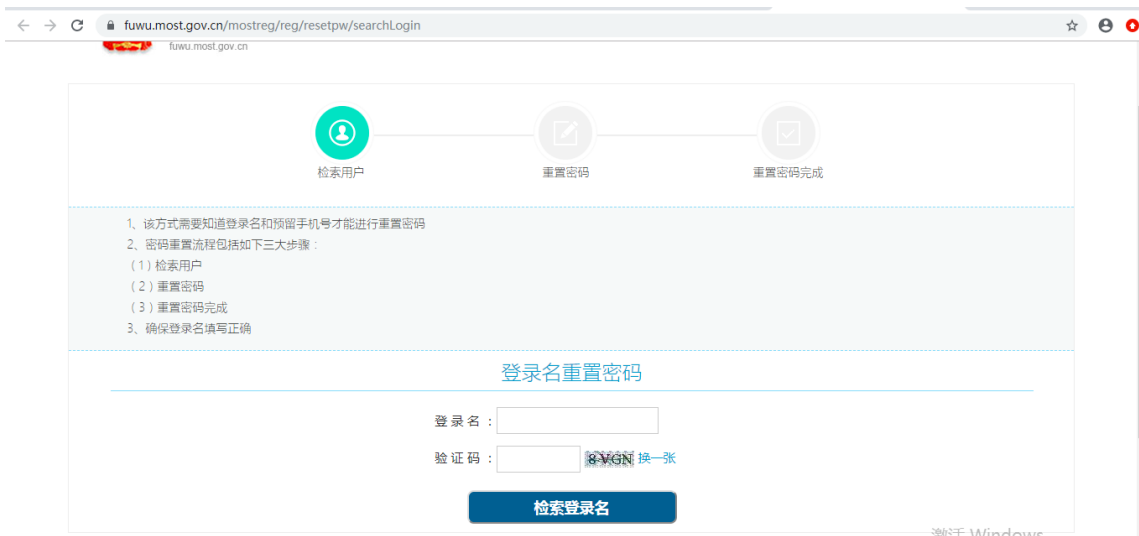 fuwu.most.gov.cn/mostreg/reg/resetpw/searchLogin
fuwu.most.gov.cn
检索用户
重置密码
重置密码完成
1、该方式需要知道登录名和预留手机号才能进行重置密码
2、密码重置流程包括如下三大步骤：
（1）检索用户
（2）重置密码
（3）重置密码完成
3、确保登录名填写正确
登录名重置密码
登 录 名 ：
验 证 码 ： 8-VGN 换一张
检索登录名
激活 Windows